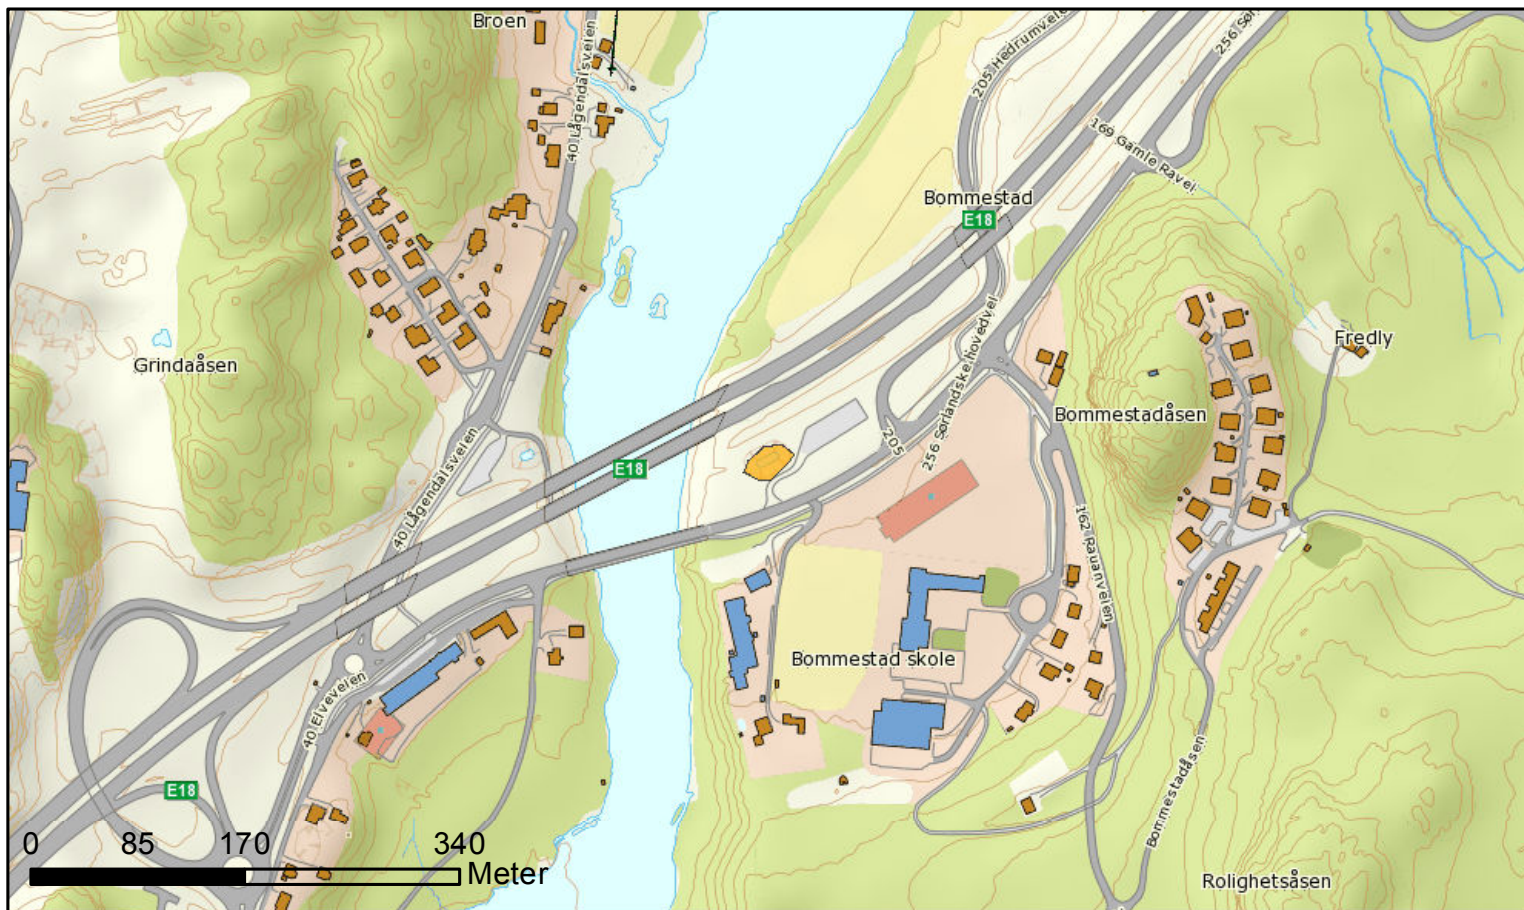 Broen
40 Lågendalsveien
205 Hedrumveien
256 Sør
169 Gamle Ravei
Bommestad
E18
Grindaåsen
Fredly
Bommestadåsen
256 Sørlandske hovedvei
205
40 Lågendalsveien
E18
162 Rauanveien
Bommestad skole
40 Elveveien
E18
Bommestadåsen
Rolighetsåsen
0 85 170 340
Meter